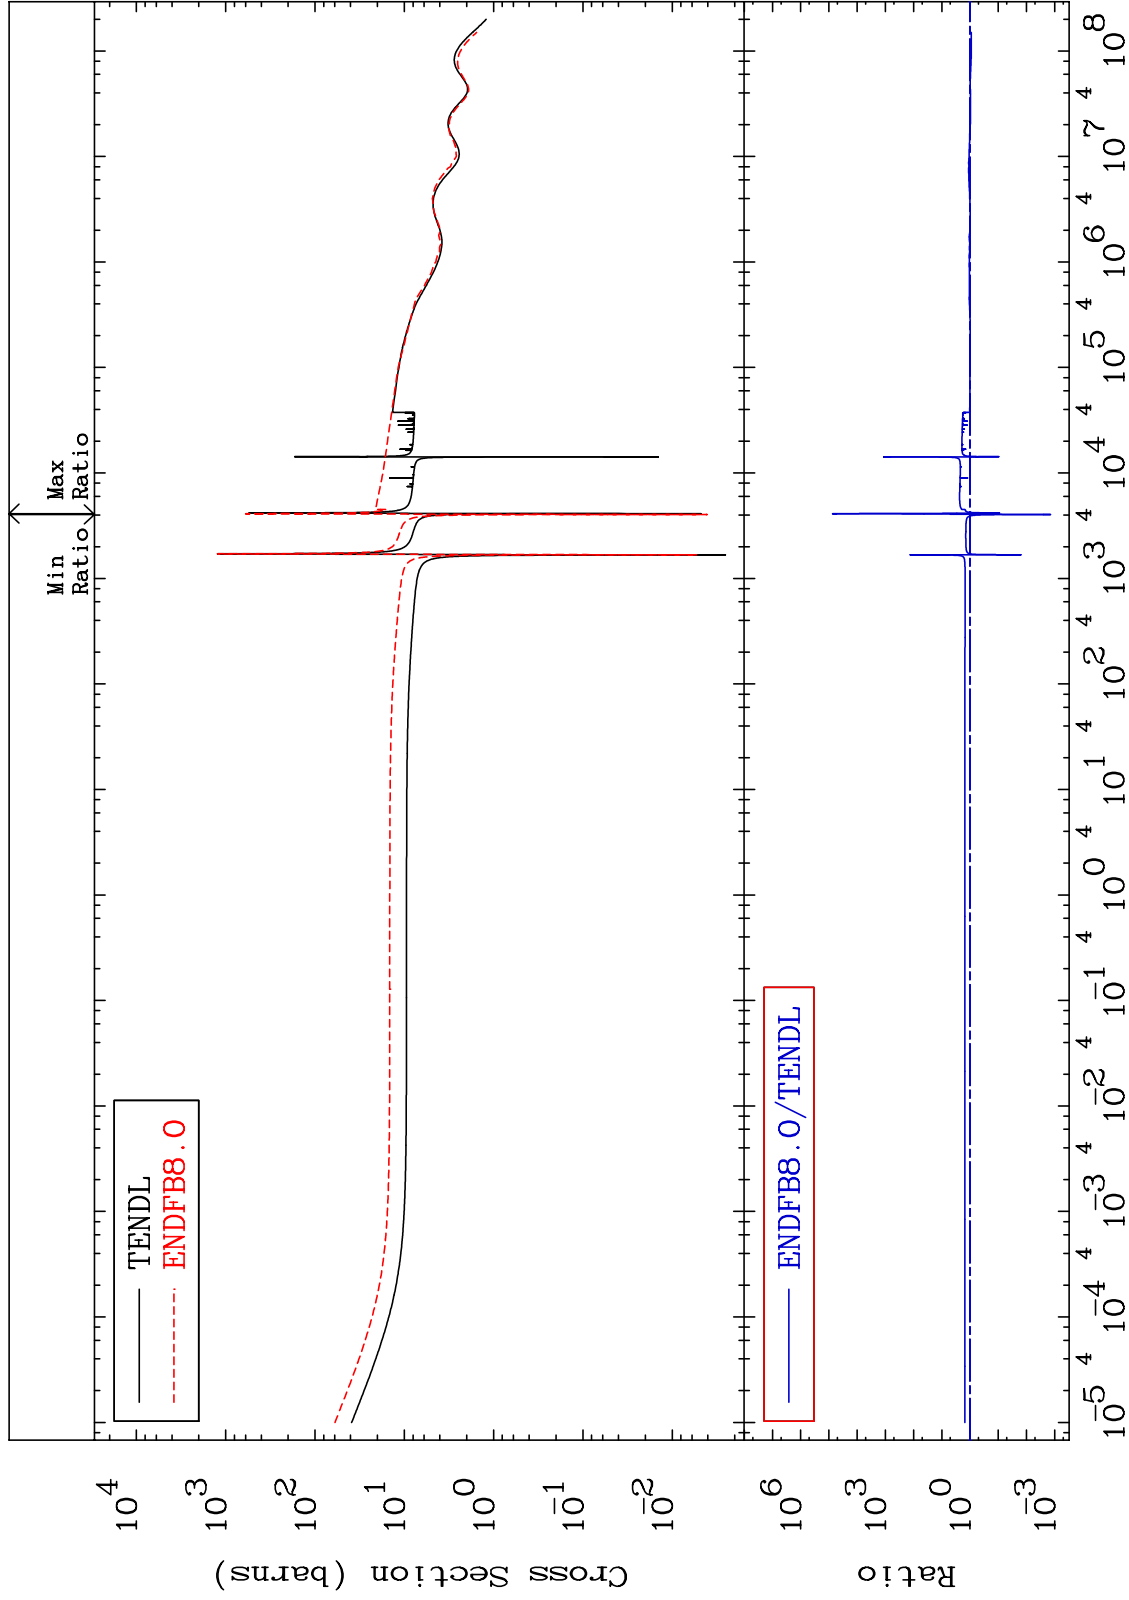 Min
Ratio
Max
Ratio
TENDL
ENDFB8.0
10^4
10^3
10^2
10^1
10^0
10^-1
10^-2
Cross Section (barns)
ENDFB8.0/TENDL
10^6
10^3
10^0
10^-3
Ratio
10^-5 4 10^-4 4 10^-3 4 10^-2 4 10^-1 4 10^0 4 10^1 4 10^2 4 10^3 4 10^4 4 10^5 4 10^6 4 10^7 4 10^8